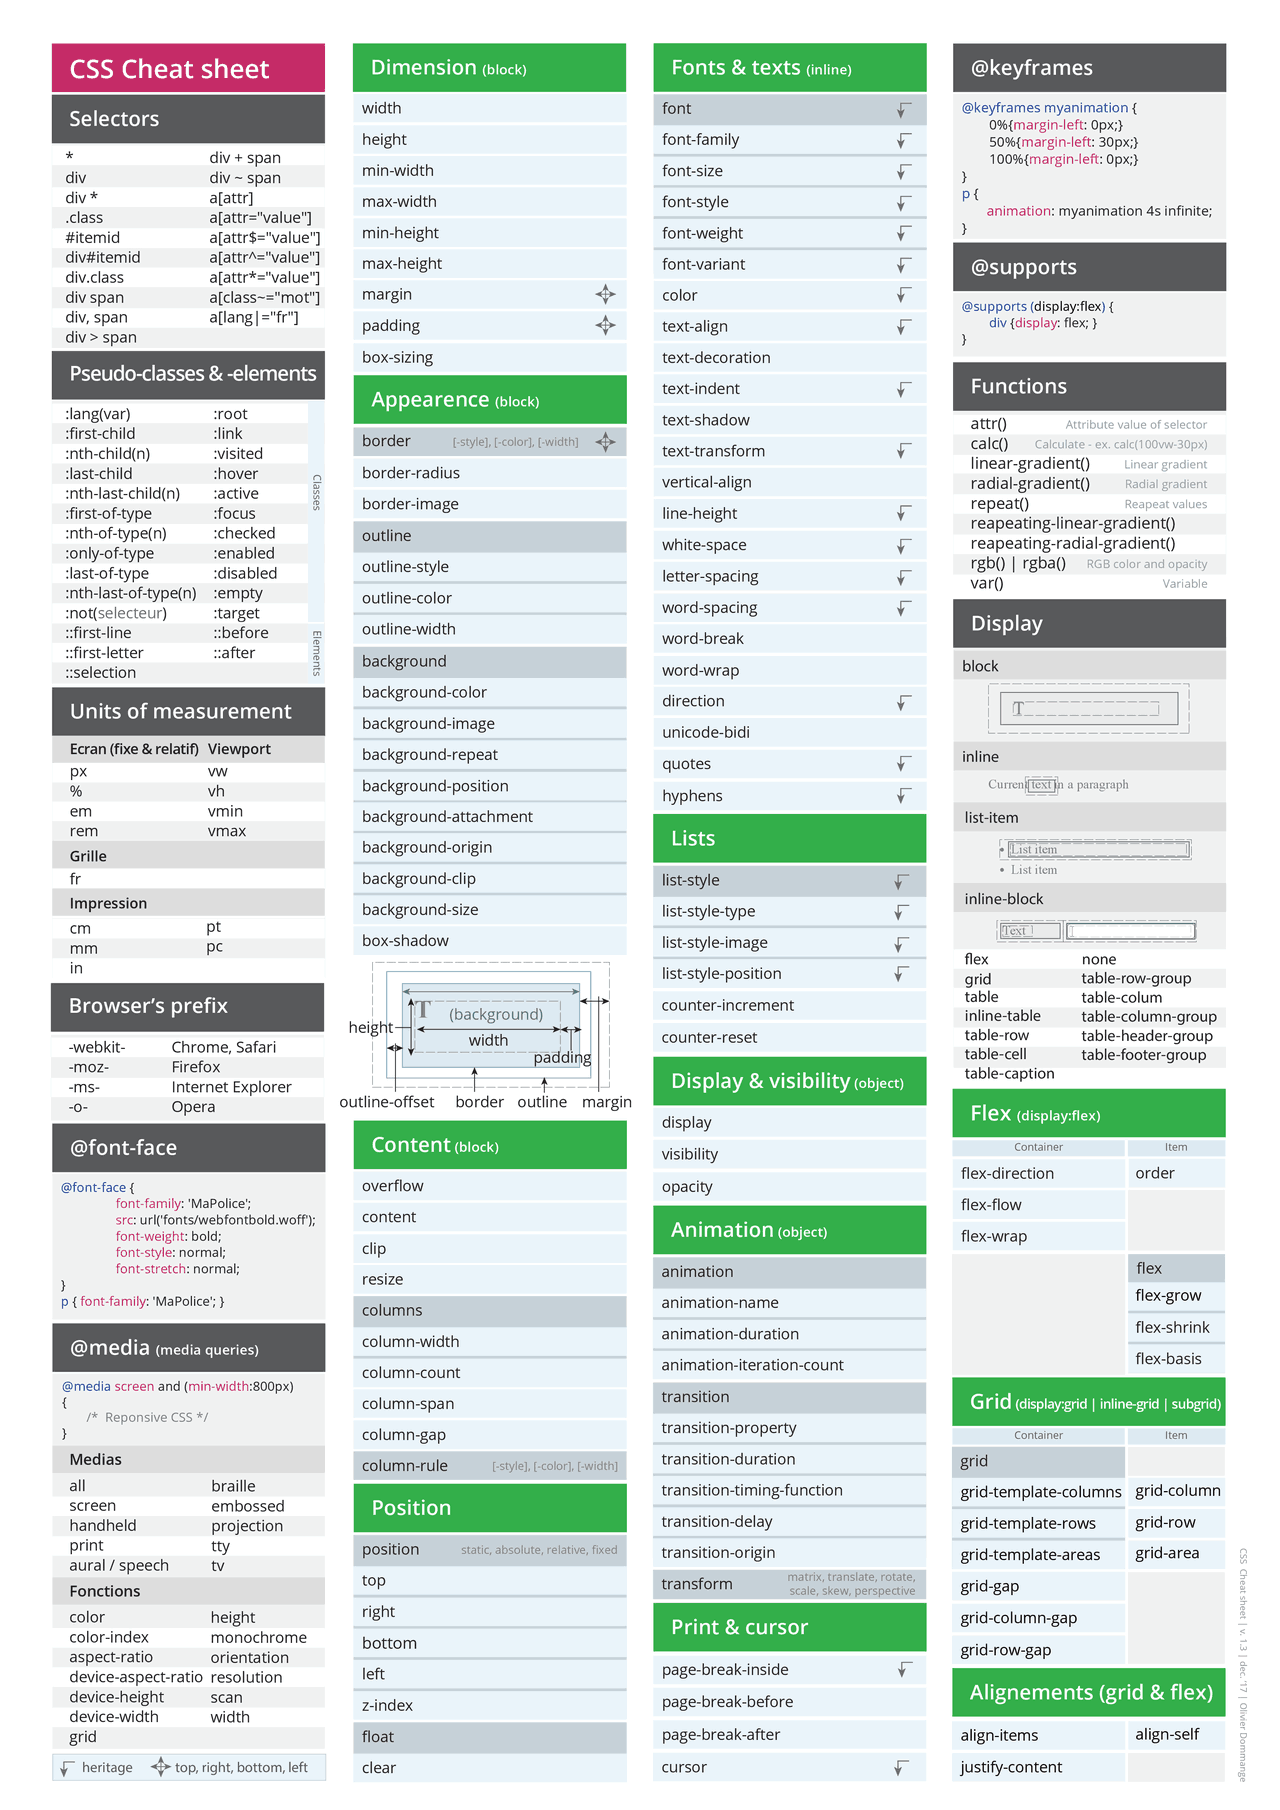 CSS Cheat sheet
Selectors
* div + span
div div ~ span
div * a[attr]
.class a[attr="value"]
#itemid a[attr$="value"]
div#itemid a[attr^="value"]
div.class a[attr*="value"]
div span a[class~="mot"]
div, span a[lang|="fr"]
div > span
Pseudo-classes & -elements
:lang(var) :root
:first-child :link
:nth-child(n) :visited
:last-child :hover
:nth-last-child(n) :active
:first-of-type :focus
:nth-of-type(n) :checked
:only-of-type :enabled
:last-of-type :disabled
:nth-last-of-type(n) :empty
:not(selecteur) :target
Classes
::first-line ::before
::first-letter ::after
::selection
Elements
Units of measurement
Ecran (fixe & relatif) Viewport
px vw
% vh
em vmin
rem vmax
Grille
fr
Impression
cm pt
mm pc
in
Browser's prefix
-webkit- Chrome, Safari
-moz- Firefox
-ms- Internet Explorer
-o- Opera
@font-face
@font-face {
font-family: 'MaPolice';
src: url('fonts/webfontbold.woff');
font-weight: bold;
font-style: normal;
font-stretch: normal;
}
p { font-family: 'MaPolice'; }
@media (media queries)
@media screen and (min-width:800px)
{
/* Reponsive CSS */
}
Medias
all braille
screen embossed
handheld projection
print tty
aural / speech tv
Fonctions
color height
color-index monochrome
aspect-ratio orientation
device-aspect-ratio resolution
device-height scan
device-width width
grid
heritage top, right, bottom, left
Dimension (block)
width
height
min-width
max-width
min-height
max-height
margin
padding
box-sizing
Appearence (block)
border [-style], [-color], [-width]
border-radius
border-image
outline
outline-style
outline-color
outline-width
background
background-color
background-image
background-repeat
background-position
background-attachment
background-origin
background-clip
background-size
box-shadow
T (background)
height
width
padding
outline-offset border outline margin
Content (block)
overflow
content
clip
resize
columns
column-width
column-count
column-span
column-gap
column-rule [-style], [-color], [-width]
Position
position static, absolute, relative, fixed
top
right
bottom
left
z-index
float
clear
Fonts & texts (inline)
font
font-family
font-size
font-style
font-weight
font-variant
color
text-align
text-decoration
text-indent
text-shadow
text-transform
vertical-align
line-height
white-space
letter-spacing
word-spacing
word-break
word-wrap
direction
unicode-bidi
quotes
hyphens
Lists
list-style
list-style-type
list-style-image
list-style-position
counter-increment
counter-reset
Display & visibility (object)
display
visibility
opacity
Animation (object)
animation
animation-name
animation-duration
animation-iteration-count
transition
transition-property
transition-duration
transition-timing-function
transition-delay
transition-origin
transform matrix, translate, rotate,
scale, skew, perspective
Print & cursor
page-break-inside
page-break-before
page-break-after
cursor
@keyframes
@keyframes myanimation {
0%{margin-left: 0px;}
50%{margin-left: 30px;}
100%{margin-left: 0px;}
}
p {
animation: myanimation 4s infinite;
}
@supports
@supports (display:flex) {
div {display: flex; }
}
Functions
attr() Attribute value of selector
calc() Calculate - ex. calc(100vw-30px)
linear-gradient() Linear gradient
radial-gradient() Radial gradient
repeat() Reapeat values
reapeating-linear-gradient()
reapeating-radial-gradient()
rgb() | rgba() RGB color and opacity
var() Variable
Display
block
T
inline
Current text in a paragraph
list-item
• List item
• List item
inline-block
Text
flex none
grid table-row-group
table table-colum
inline-table table-column-group
table-row table-header-group
table-cell table-footer-group
table-caption
Flex (display:flex)
Container Item
flex-direction order
flex-flow
flex-wrap
flex
flex-grow
flex-shrink
flex-basis
Grid (display:grid | inline-grid | subgrid)
Container Item
grid
grid-template-columns grid-column
grid-template-rows grid-row
grid-template-areas grid-area
grid-gap
grid-column-gap
grid-row-gap
Alignements (grid & flex)
align-items align-self
justify-content
CSS Cheat sheet | v. 1.3 | dec. '17 | Olivier Dommange